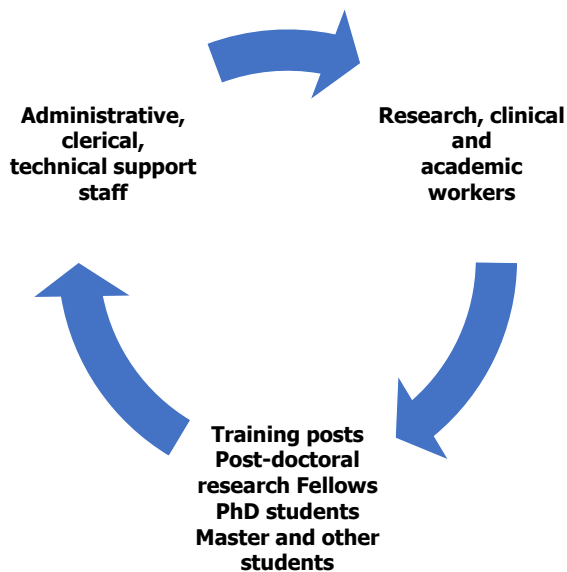 Administrative,
clerical,
technical support
staff
Research, clinical
and
academic
workers
Training posts
Post-doctoral
research Fellows
PhD students
Master and other
students